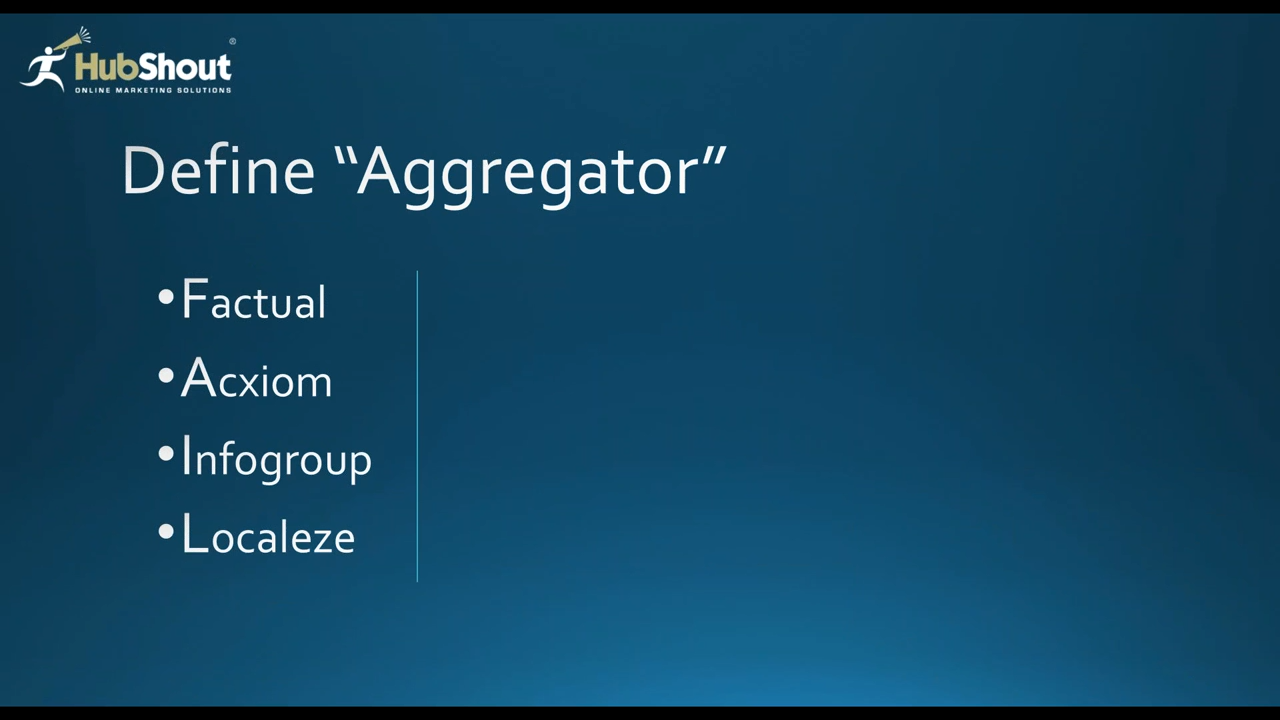 HubShout®
ONLINE MARKETING SOLUTIONS
Define “Aggregator”
•Factual
•Acxiom
•Infogroup
•Localeze